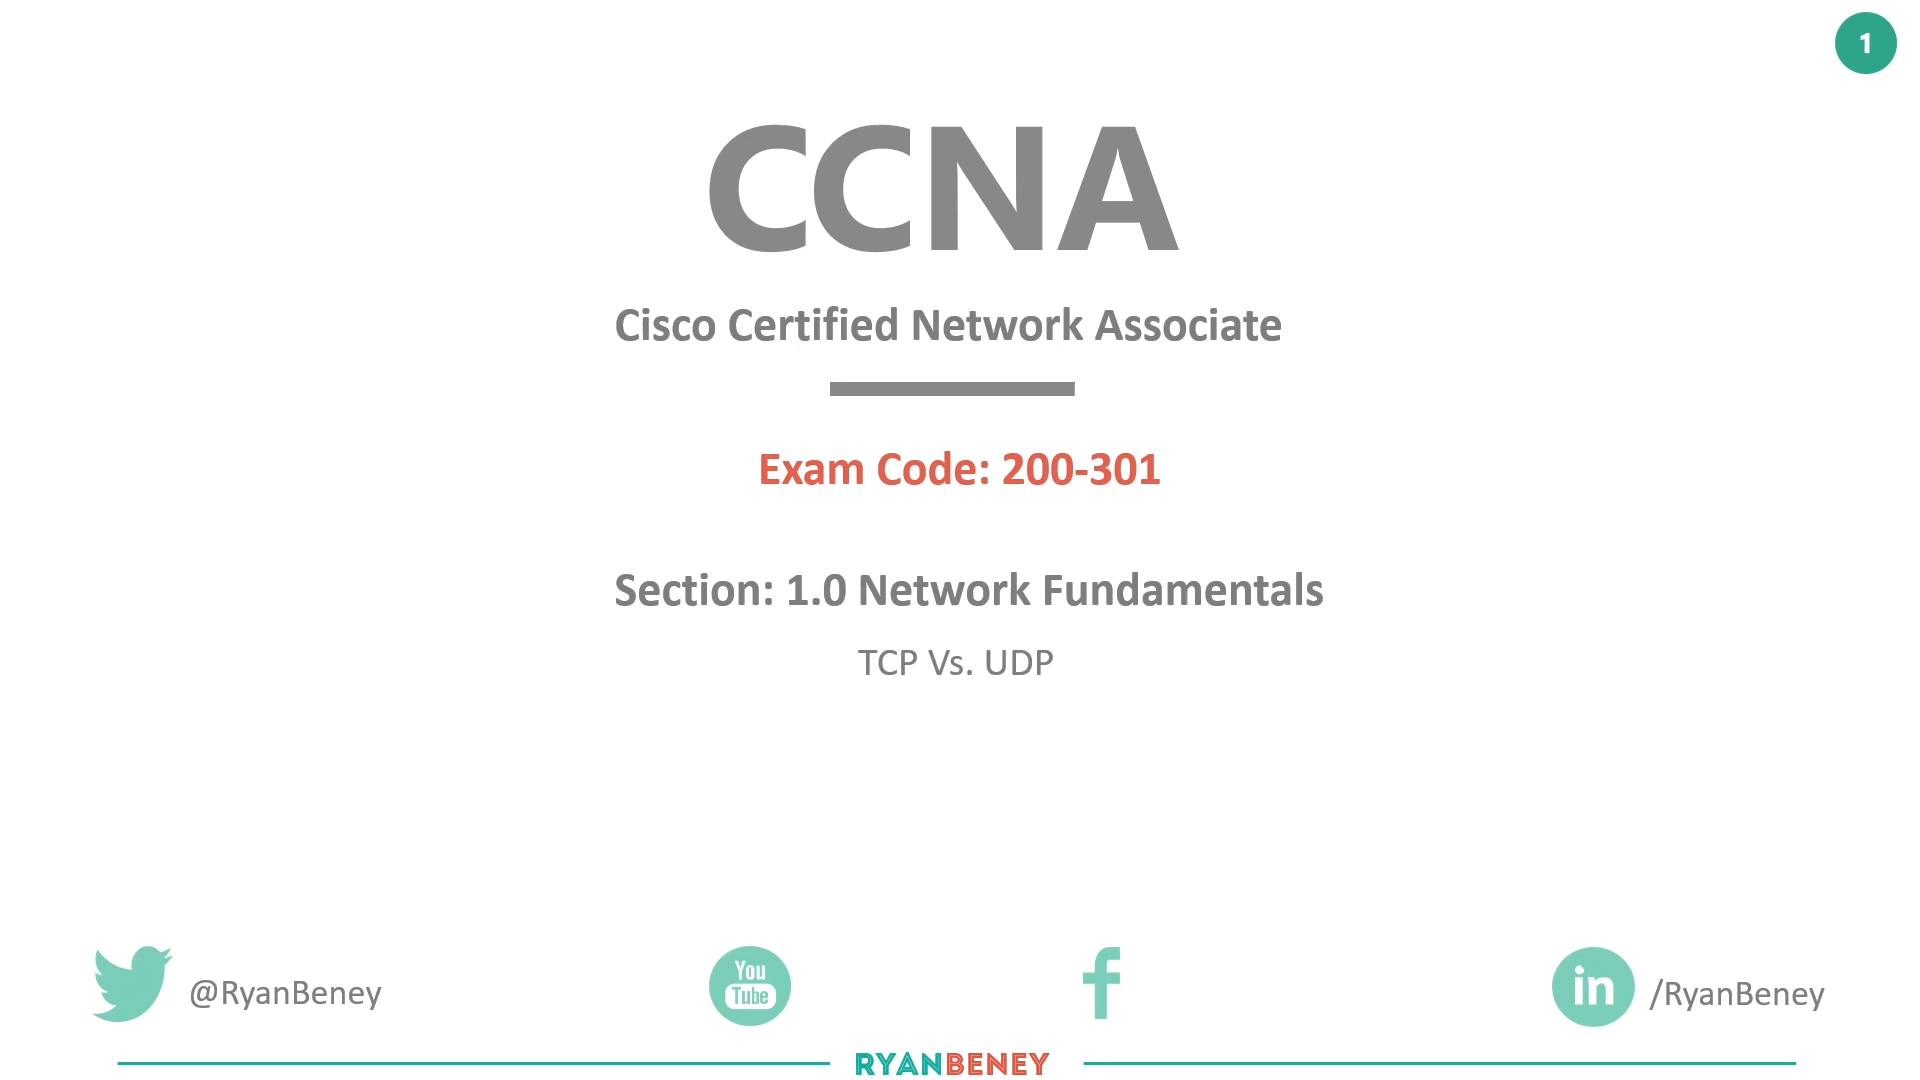 1
CCNA
Cisco Certified Network Associate
Exam Code: 200-301
Section: 1.0 Network Fundamentals
TCP Vs. UDP
@RyanBeney
You
Tube
f
in
/RyanBeney
RYANBENEY